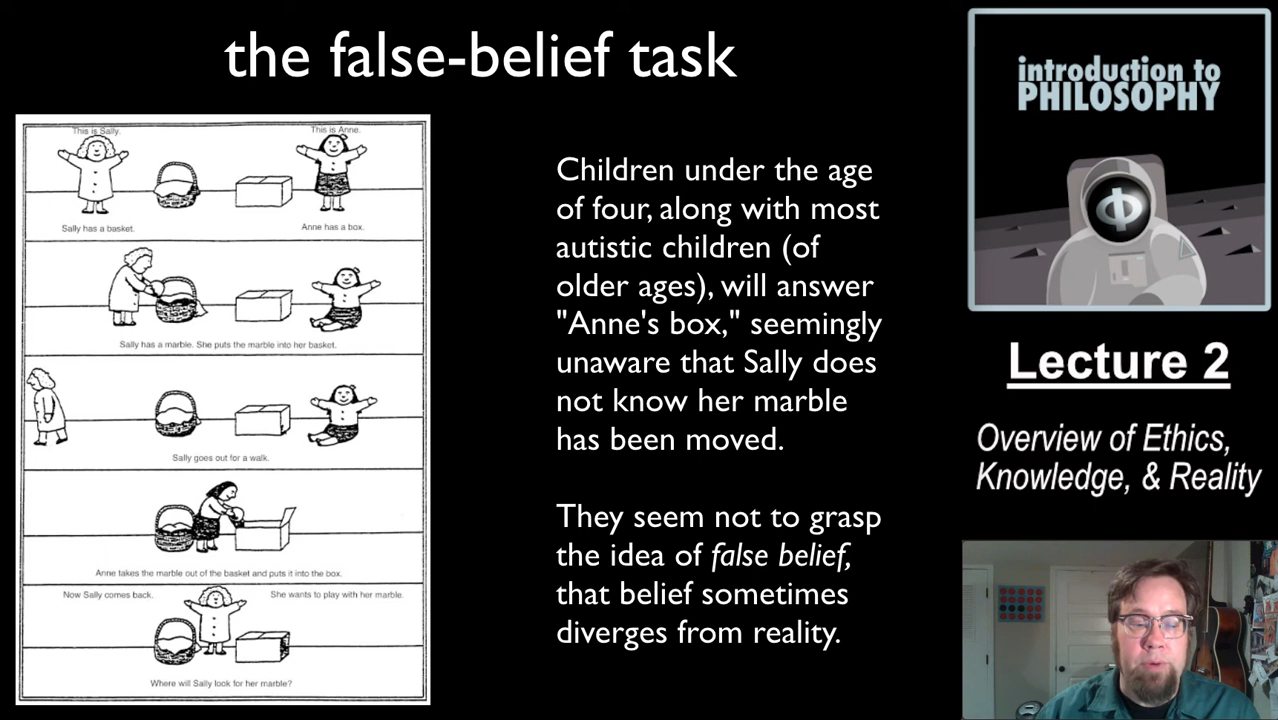 the false-belief task
This is Sally.
This is Anne.
Sally has a basket.
Anne has a box.
Sally has a marble. She puts the marble into her basket.
Sally goes out for a walk.
Anne takes the marble out of the basket and puts it into the box.
Now Sally comes back.
She wants to play with her marble.
Where will Sally look for her marble?
Children under the age
of four, along with most
autistic children (of
older ages), will answer
"Anne's box," seemingly
unaware that Sally does
not know her marble
has been moved.
They seem not to grasp
the idea of false belief,
that belief sometimes
diverges from reality.
introduction to
PHILOSOPHY
Φ
Lecture 2
Overview of Ethics,
Knowledge, & Reality